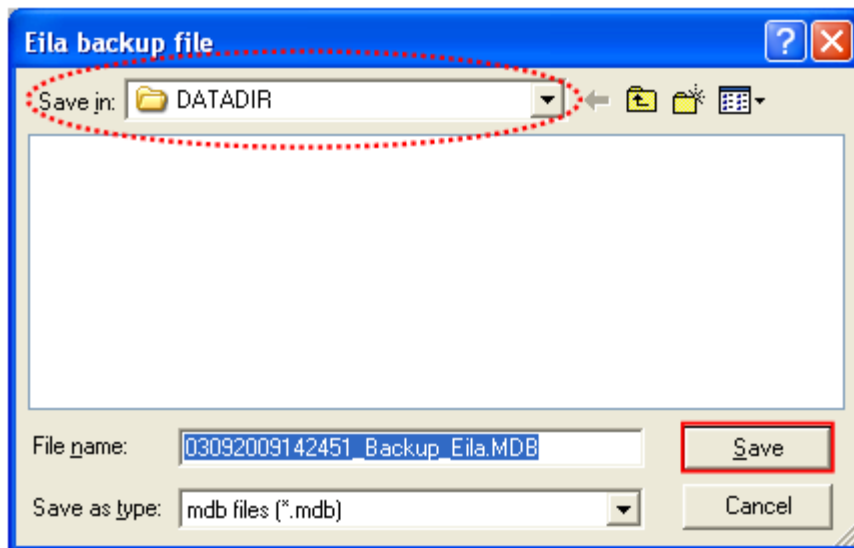 Eila backup file
Save in: DATADIR
File name: 03092009142451_Backup_Eila.MDB Save
Save as type: mdb files (*.mdb) Cancel